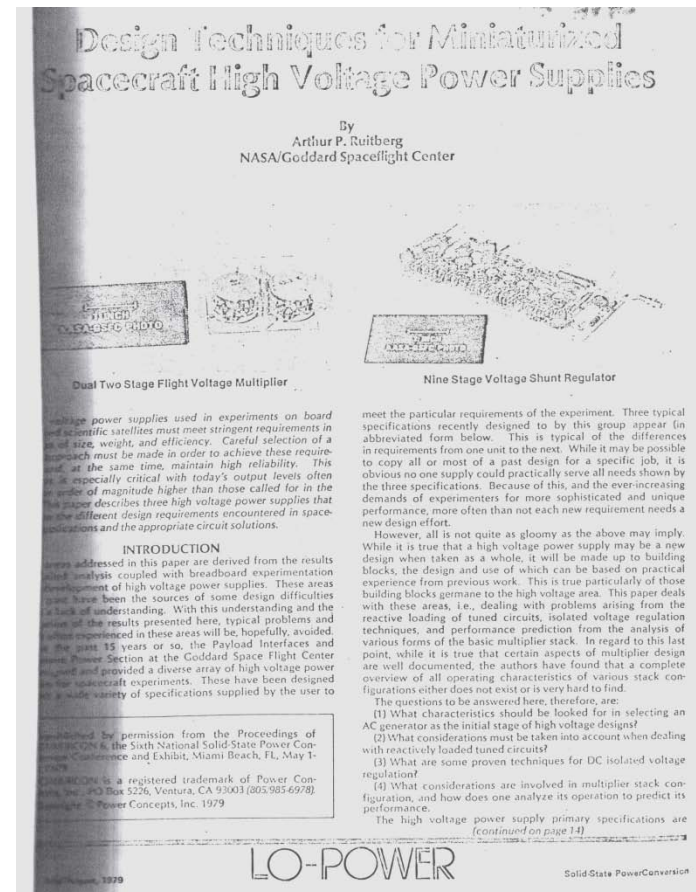 Design Techniques for Miniaturized
Spacecraft High Voltage Power Supplies
By
Arthur P. Ruitberg
NASA/Goddard Spaceflight Center
INCH
NASA-GSFC PHOTO
Dual Two Stage Flight Voltage Multiplier
Nine Stage Voltage Shunt Regulator
voltage power supplies used in experiments on board
scientific satellites must meet stringent requirements in
of size, weight, and efficiency. Careful selection of a
approach must be made in order to achieve these require-
and, at the same time, maintain high reliability. This
is especially critical with today's output levels often
order of magnitude higher than those called for in the
paper describes three high voltage power supplies that
the different design requirements encountered in space-
and the appropriate circuit solutions.
INTRODUCTION
addressed in this paper are derived from the results
analysis coupled with breadboard experimentation
development of high voltage power supplies. These areas
have been the sources of some design difficulties
a lack of understanding. With this understanding and the
of the results presented here, typical problems and
often experienced in these areas will be, hopefully, avoided.
the past 15 years or so, the Payload Interfaces and
Power Section at the Goddard Space Flight Center
and provided a diverse array of high voltage power
for spacecraft experiments. These have been designed
a wide variety of specifications supplied by the user to
by permission from the Proceedings of
6, the Sixth National Solid-State Power Con-
Conference and Exhibit, Miami Beach, FL, May 1-
is a registered trademark of Power Con-
PO Box 5226, Ventura, CA 93003 (805.985-6978).
© Power Concepts, Inc. 1979
meet the particular requirements of the experiment. Three typical
specifications recently designed to by this group appear (in
abbreviated form below. This is typical of the differences
in requirements from one unit to the next. While it may be possible
to copy all or most of a past design for a specific job, it is
obvious no one supply could practically serve all needs shown by
the three specifications. Because of this, and the ever-increasing
demands of experimenters for more sophisticated and unique
performance, more often than not each new requirement needs a
new design effort.
However, all is not quite as gloomy as the above may imply.
While it is true that a high voltage power supply may be a new
design when taken as a whole, it will be made up to building
blocks, the design and use of which can be based on practical
experience from previous work. This is true particularly of those
building blocks germane to the high voltage area. This paper deals
with these areas, i.e., dealing with problems arising from the
reactive loading of tuned circuits, isolated voltage regulation
techniques, and performance prediction from the analysis of
various forms of the basic multiplier stack. In regard to this last
point, while it is true that certain aspects of multiplier design
are well documented, the authors have found that a complete
overview of all operating characteristics of various stack con-
figurations either does not exist or is very hard to find.
The questions to be answered here, therefore, are:
(1) What characteristics should be looked for in selecting an
AC generator as the initial stage of high voltage designs?
(2) What considerations must be taken into account when dealing
with reactively loaded tuned circuits?
(3) What are some proven techniques for DC isolated voltage
regulation?
(4) What considerations are involved in multiplier stack con-
figuration, and how does one analyze its operation to predict its
performance.
The high voltage power supply primary specifications are
(continued on page 14)
1979
LO-POWER
Solid-State PowerConversion